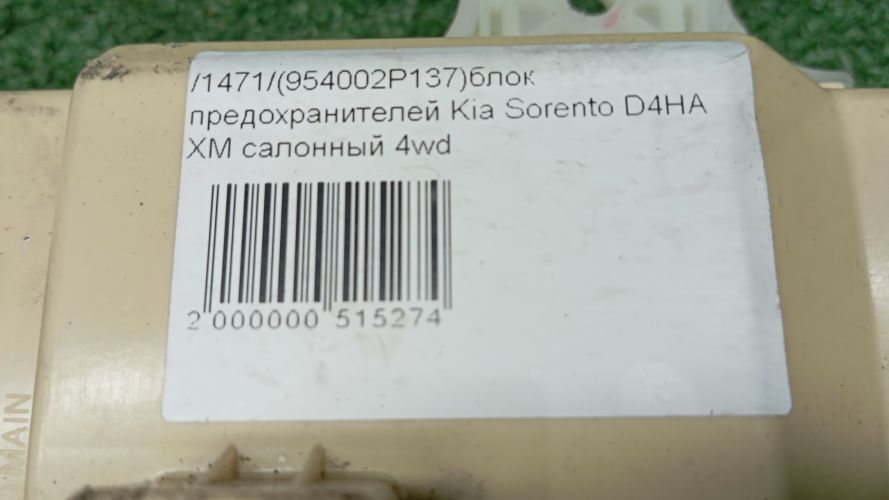 /1471/(954002P137)блок
предохранителей Kia Sorento D4HA
XM салонный 4wd
2 000000 515274
MAIN